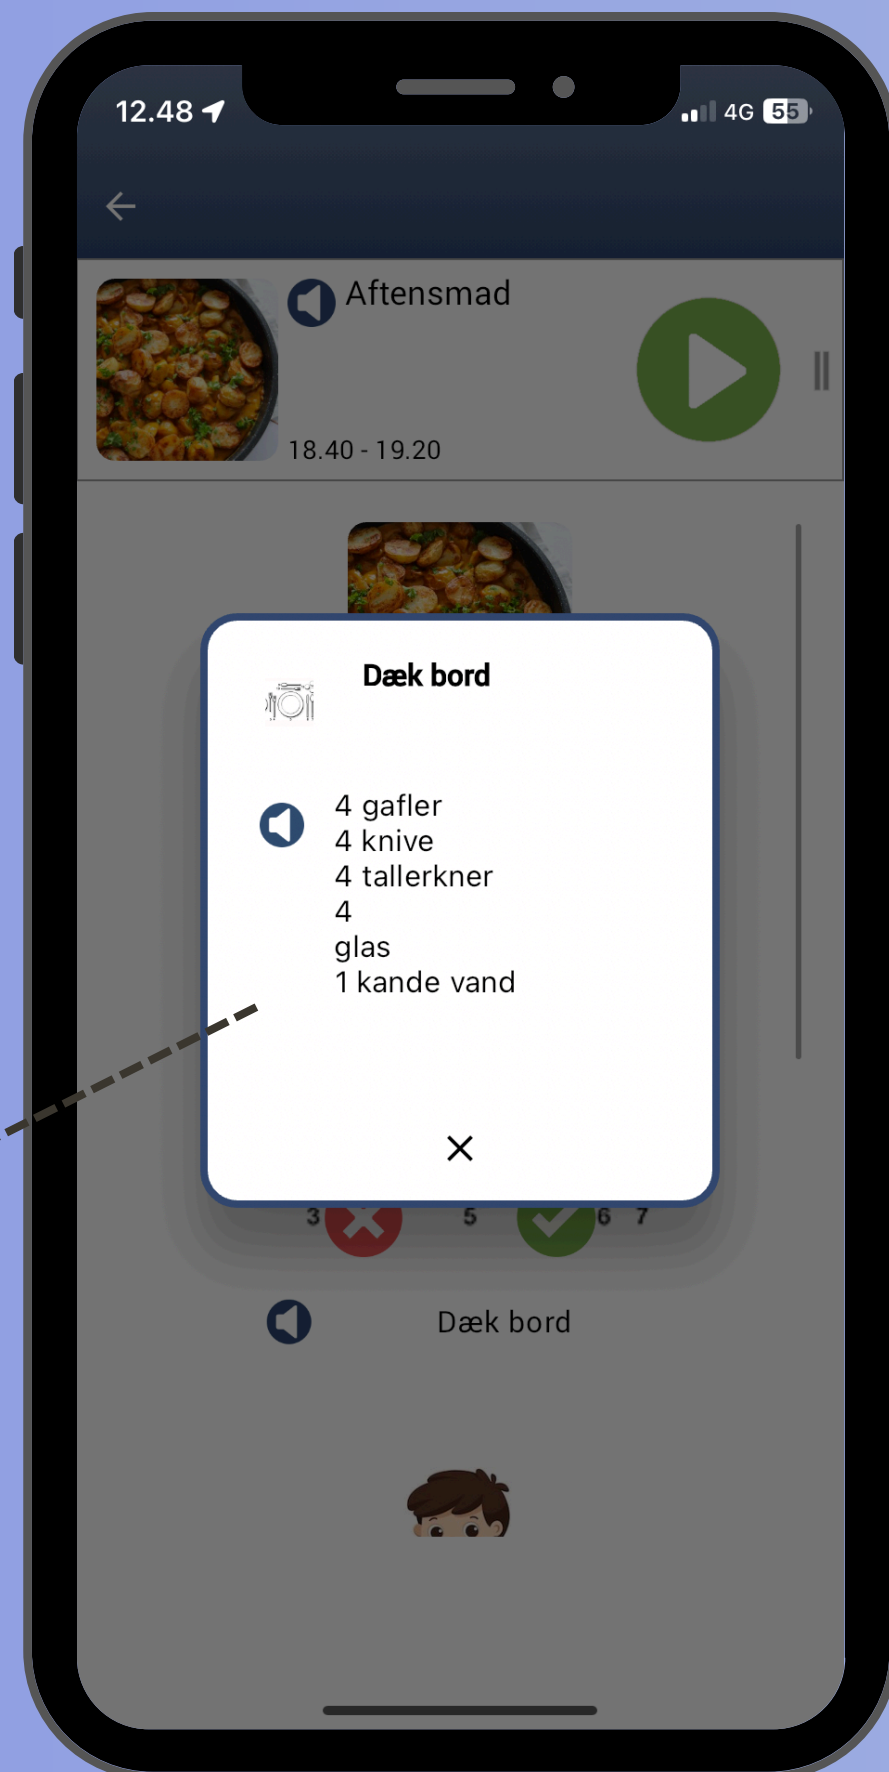 12.48
4G 55
Aftensmad
18.40 - 19.20
Dæk bord
4 gafler
4 knive
4 tallerkner
4
glas
1 kande vand
3 5 6 7
Dæk bord